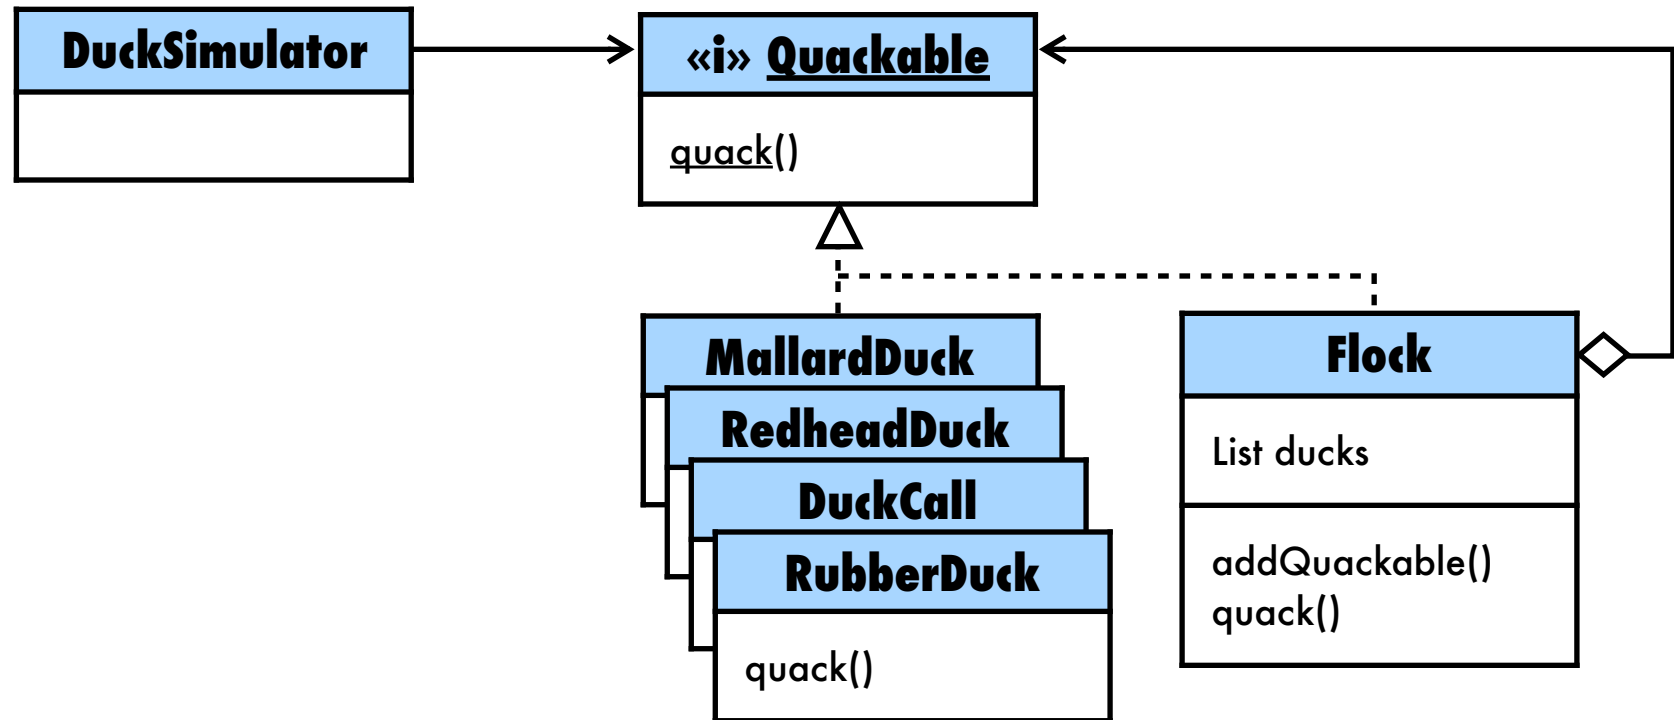 DuckSimulator
«i» Quackable
quack()
MallardDuck
RedheadDuck
DuckCall
RubberDuck
quack()
Flock
List ducks
addQuackable()
quack()